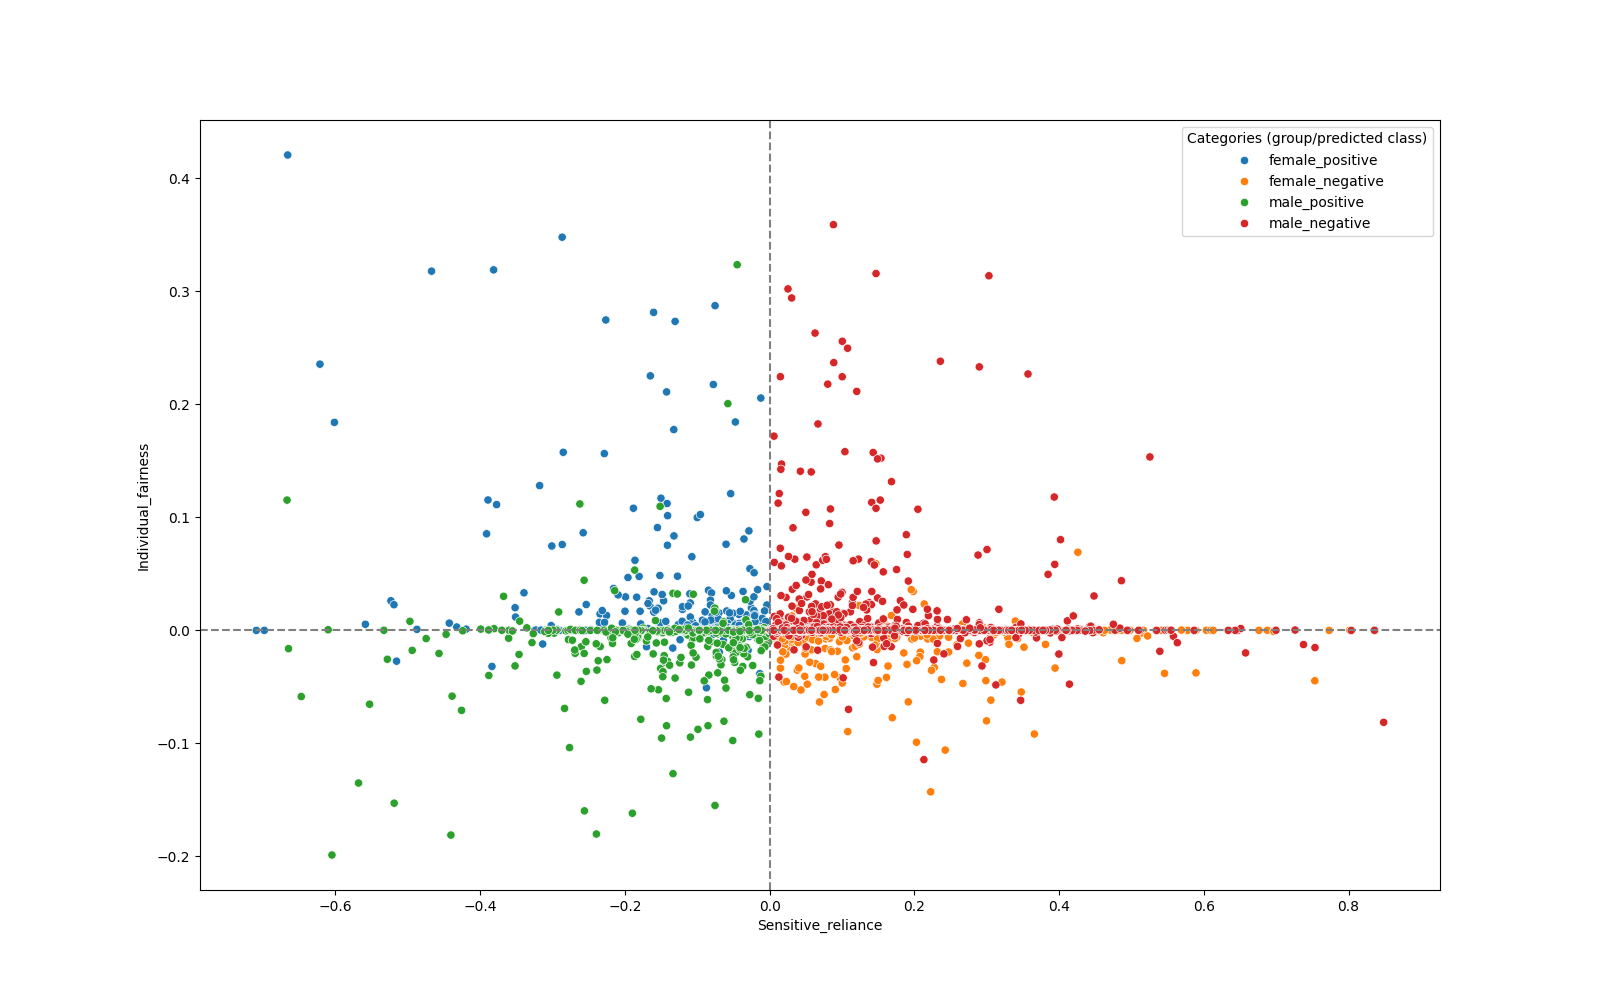 Categories (group/predicted class)
female_positive
female_negative
male_positive
male_negative
Individual_fairness
0.4
0.3
0.2
0.1
0.0
−0.1
−0.2
−0.6
−0.4
−0.2
0.0
0.2
0.4
0.6
0.8
Sensitive_reliance